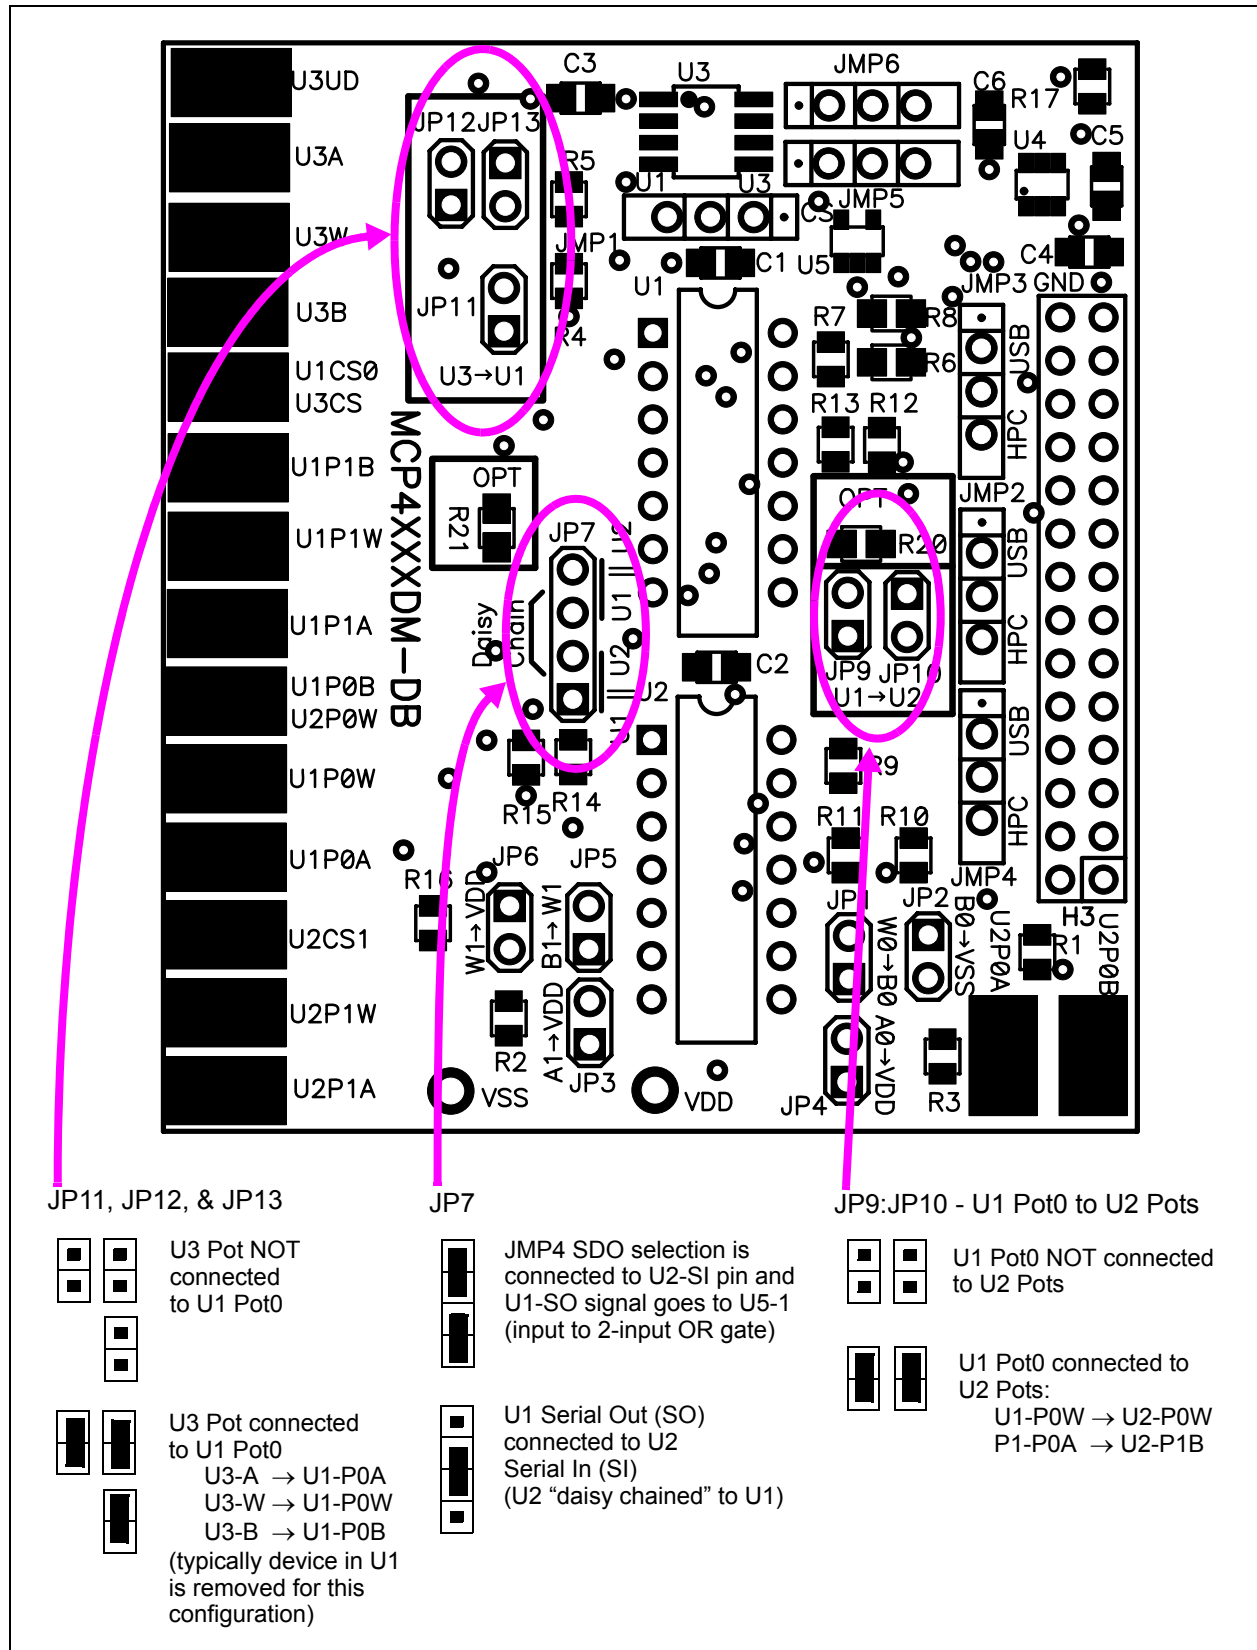 U3UD
U3A
U3W
U3B
U1CS0
U3CS
U1P1B
U1P1W
U1P1A
U1P0B
U2P0W
U1P0W
U1P0A
U2CS1
U2P1W
U2P1A
JP12 JP13
JP11
U3→U1
C3
U3
JMP6
C6
R17
U4
C5
R5
U1
U3
CS
JMP5
JMP1
R4
U1
C1
U5
C4
JMP3
GND
R7
R8
R6
R13
R12
USB
HPC
MCP4XXXDM-DB
OPT
R21
JP7
U2
U1
U2
U1
Daisy
Chain
OPT
R20
JP9
JP10
U1→U2
JMP2
USB
HPC
C2
U2
R15
R14
R9
R11
R10
USB
HPC
JMP4
R16
JP6
JP5
W1→VDD
B1→W1
JP1
JP2
W0→B0
B0→VSS
U2P0A
H3
R1
U2P0B
R2
A1→VDD
JP3
A0→VDD
JP4
R3
VSS
VDD
JP11, JP12, & JP13
U3 Pot NOT
connected
to U1 Pot0
U3 Pot connected
to U1 Pot0
U3-A → U1-P0A
U3-W → U1-P0W
U3-B → U1-P0B
(typically device in U1
is removed for this
configuration)
JP7
JMP4 SDO selection is
connected to U2-SI pin and
U1-SO signal goes to U5-1
(input to 2-input OR gate)
U1 Serial Out (SO)
connected to U2
Serial In (SI)
(U2 “daisy chained” to U1)
JP9:JP10 - U1 Pot0 to U2 Pots
U1 Pot0 NOT connected
to U2 Pots
U1 Pot0 connected to
U2 Pots:
U1-P0W → U2-P0W
P1-P0A → U2-P1B